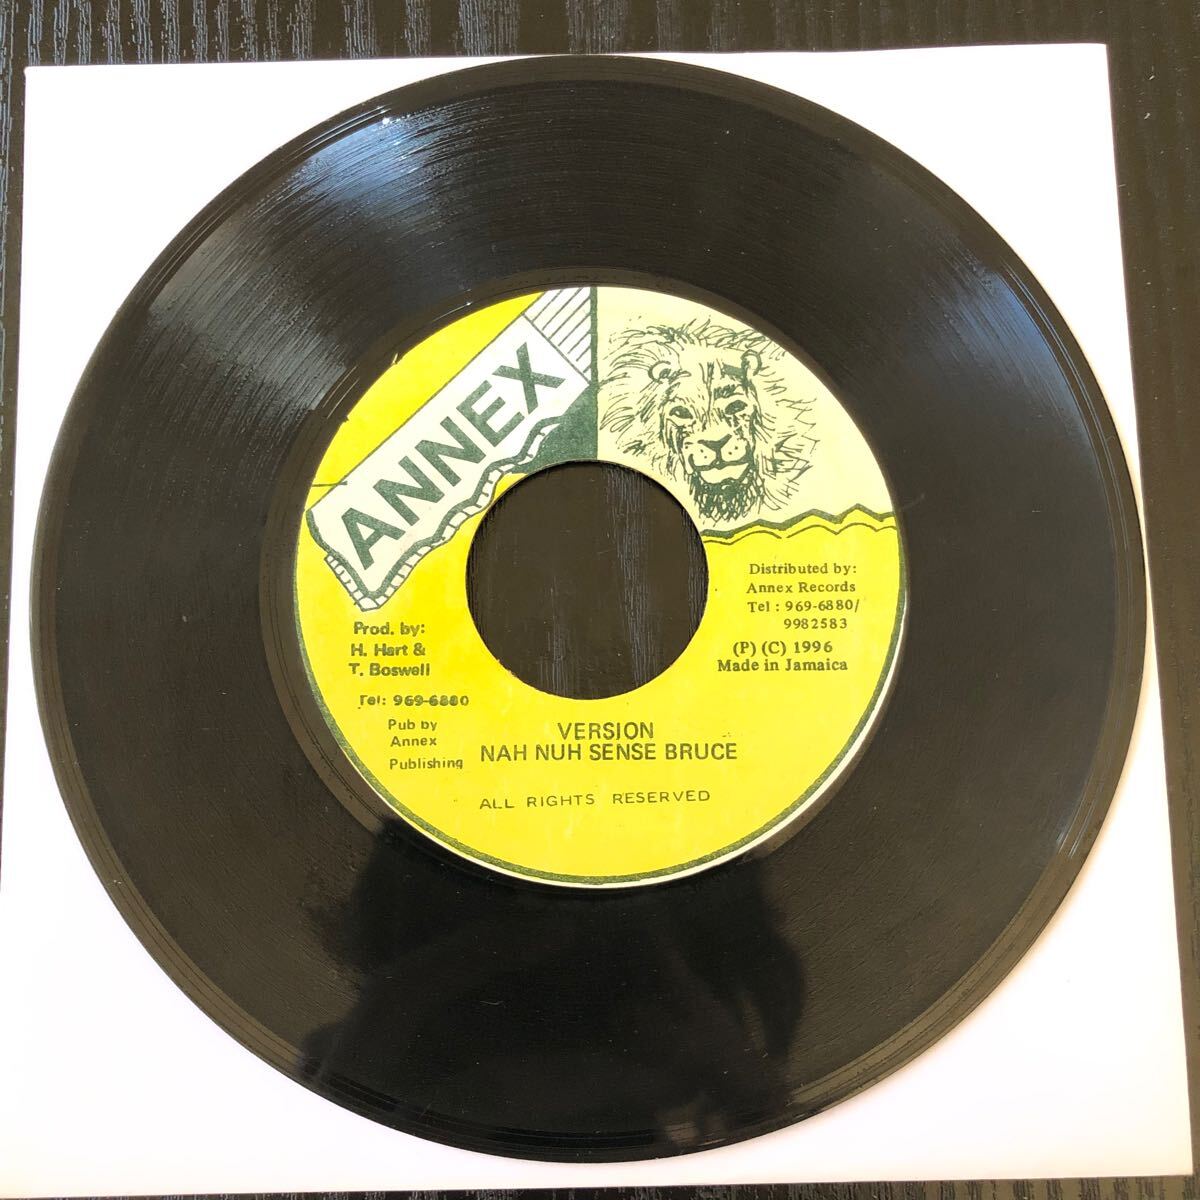 ANNEX
Distributed by:
Annex Records
Tel : 969-6880/
9982583
(P) (C) 1996
Made in Jamaica
Prod. by:
H. Hart &
T. Boswell
Tel: 969-6880
Pub by
Annex
Publishing
VERSION
NAH NUH SENSE BRUCE
ALL RIGHTS RESERVED